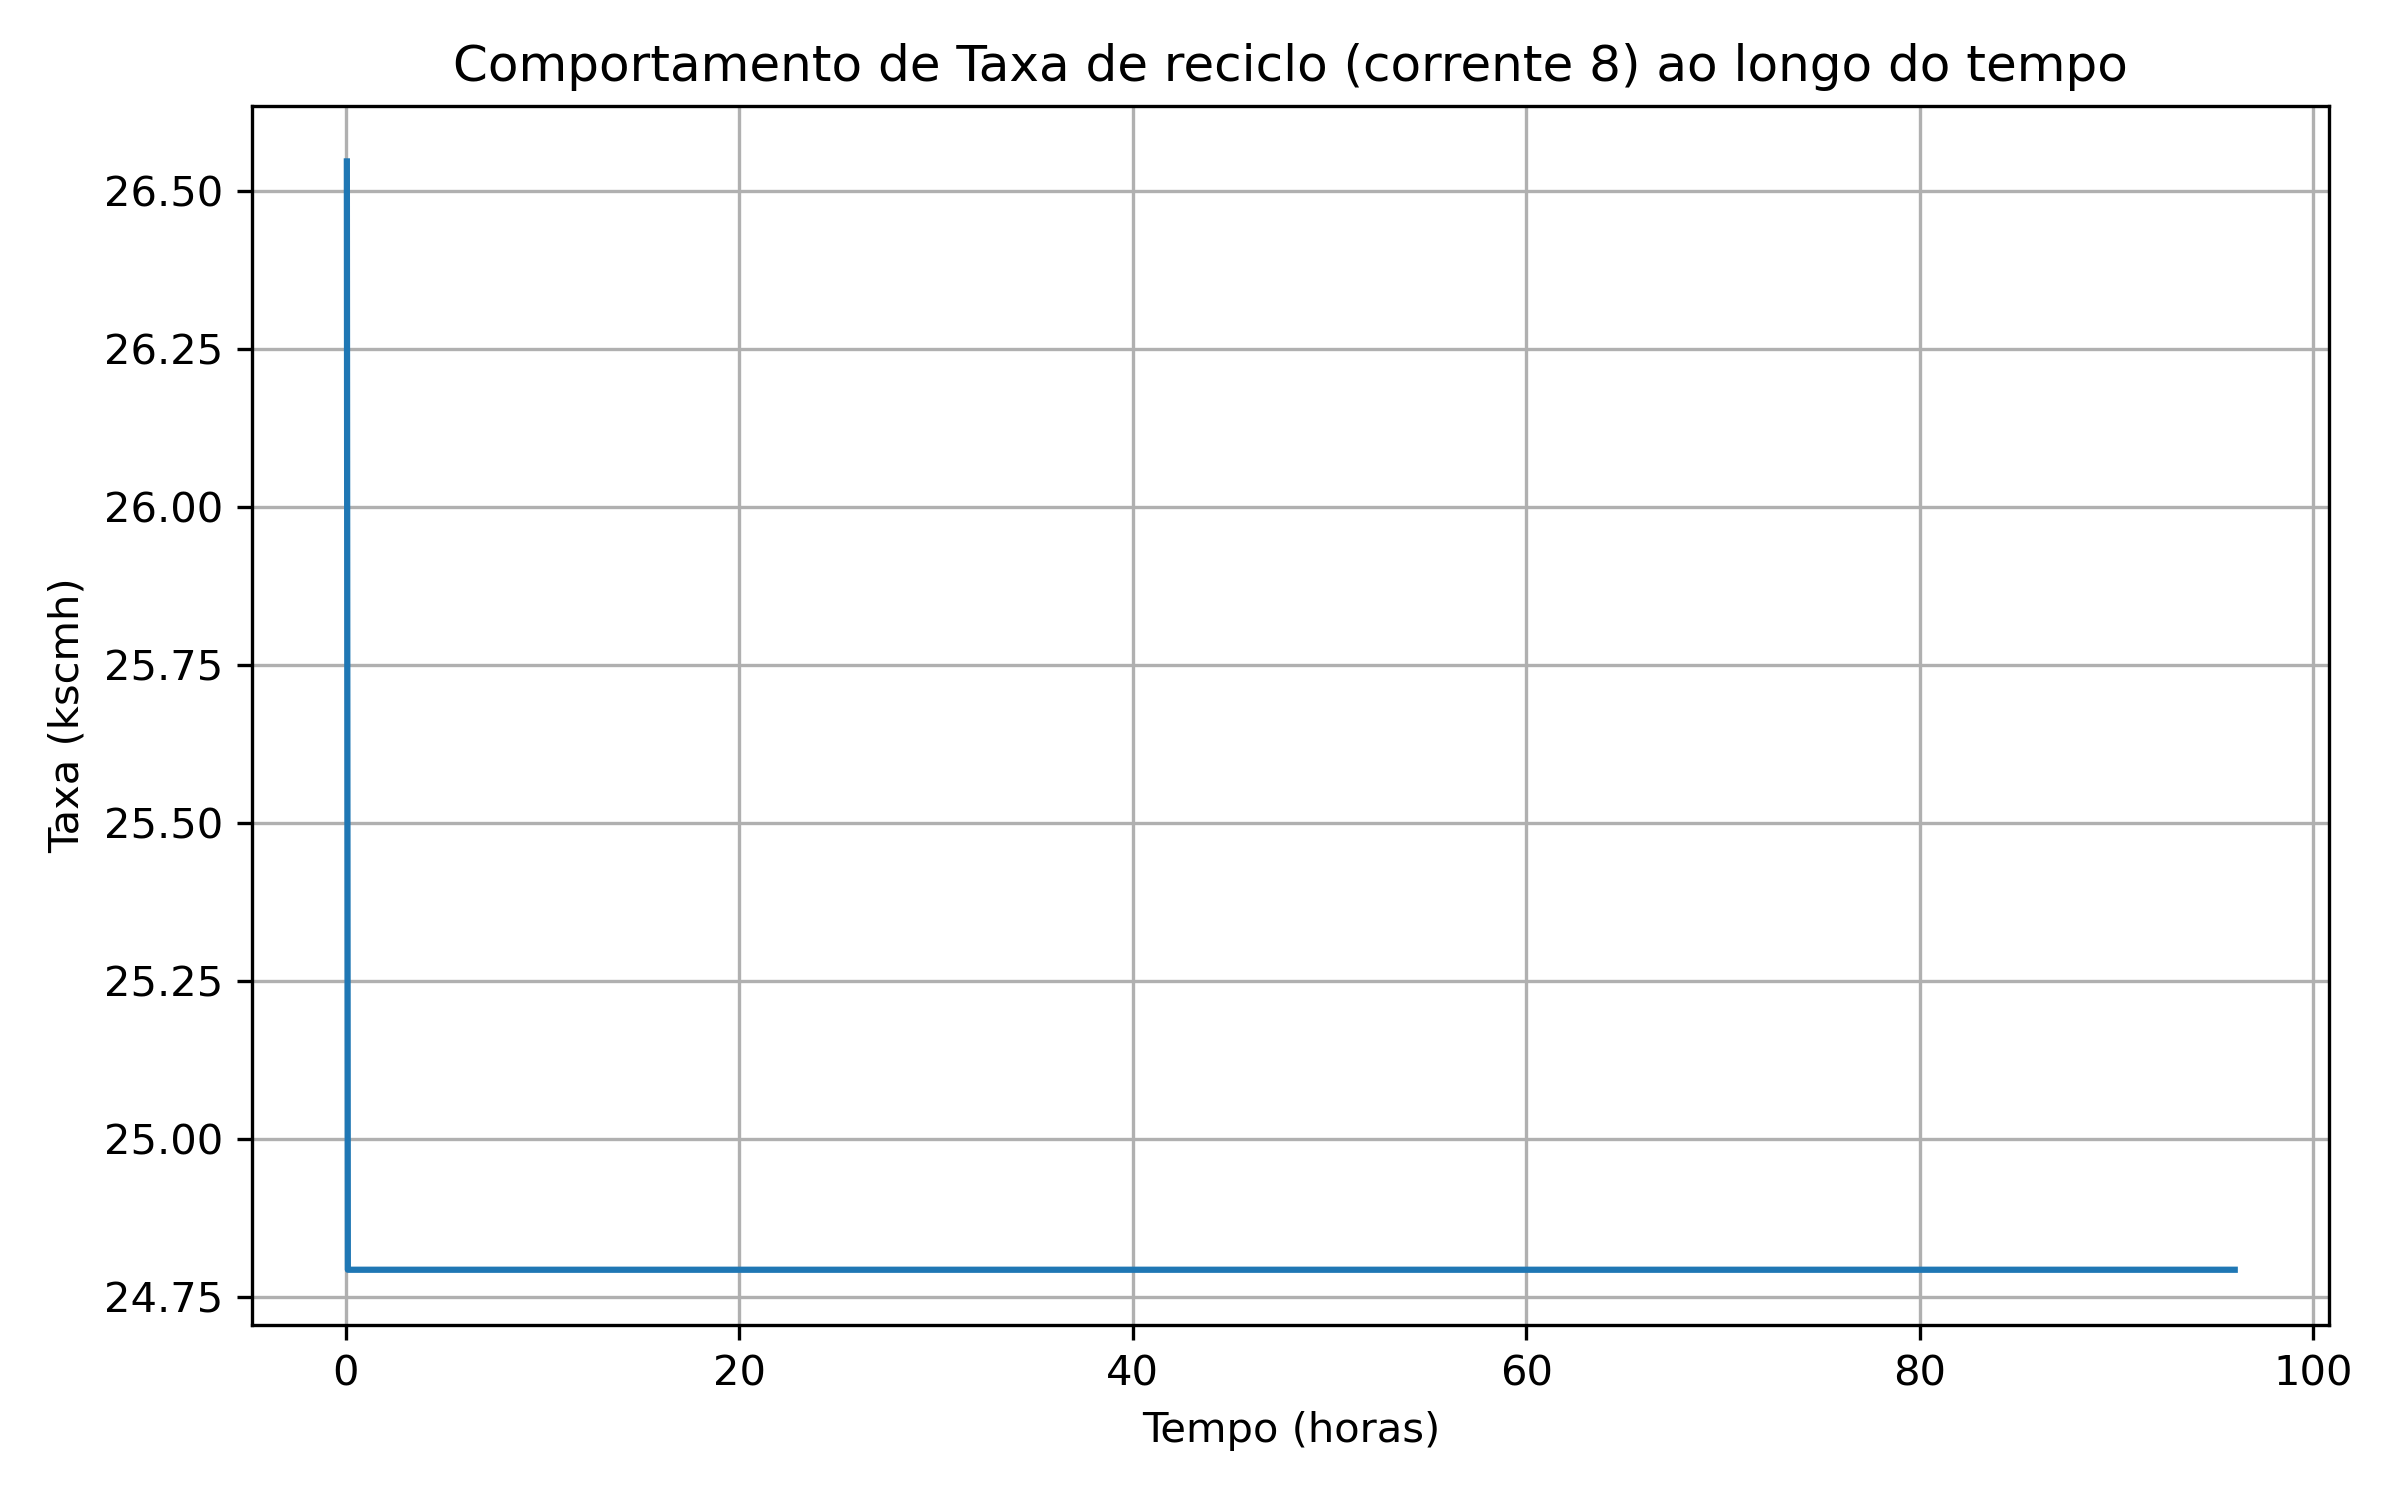 Comportamento de Taxa de reciclo (corrente 8) ao longo do tempo
26.50
26.25
26.00
25.75
25.50
25.25
25.00
24.75
Taxa (kscmh)
0 20 40 60 80 100
Tempo (horas)